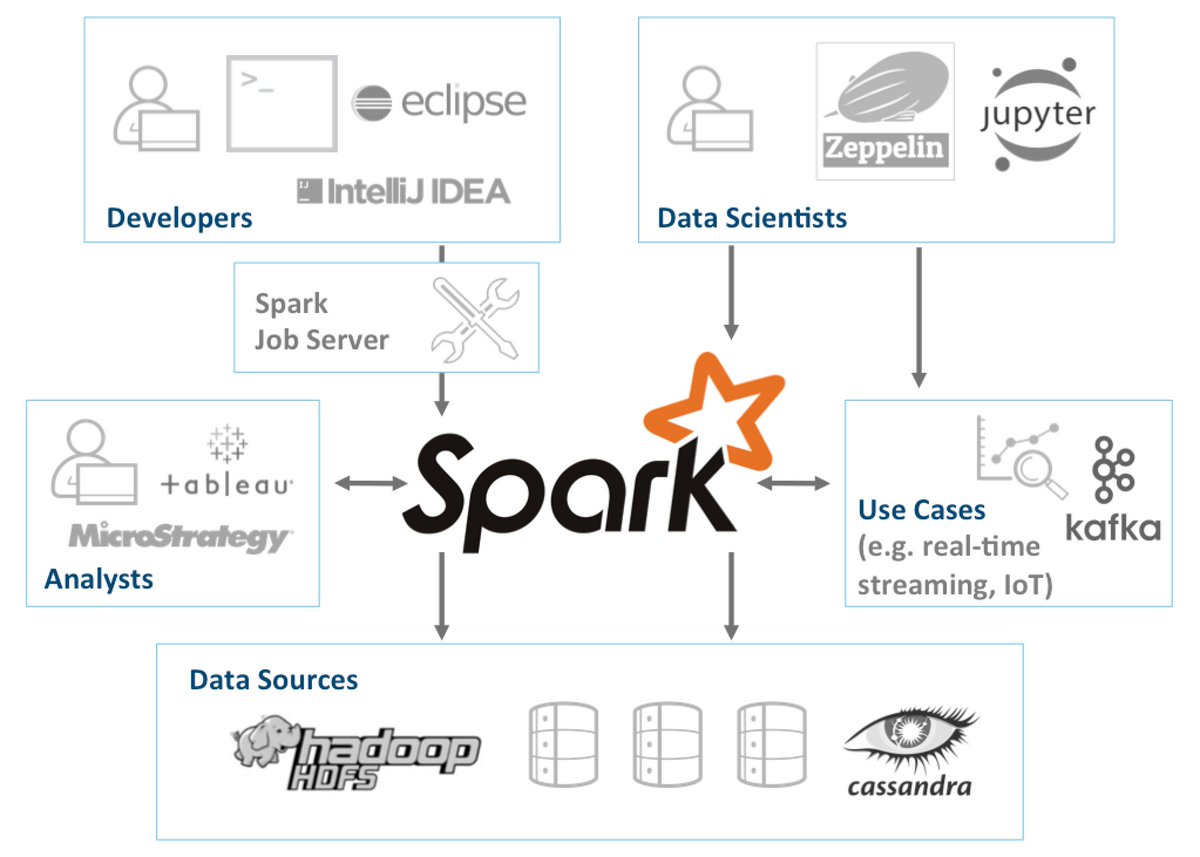 >_
eclipse
IntelliJ IDEA
Developers
Zeppelin
jupyter
Data Scientists
Spark
Job Server
+ableau
MicroStrategy
Analysts
Spark
Use Cases
(e.g. real-time
streaming, IoT)
kafka
Data Sources
hadoop
HDFS
cassandra